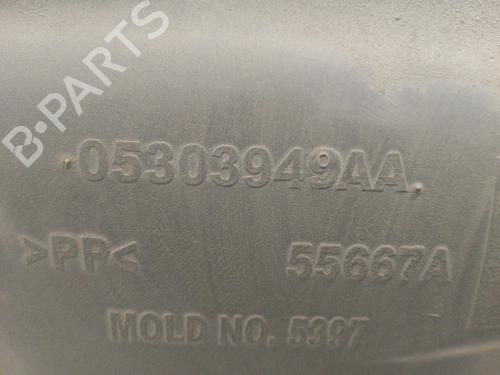 B-PARTS
05303949AA
>PP< 55667A
MOLD NO. 5397